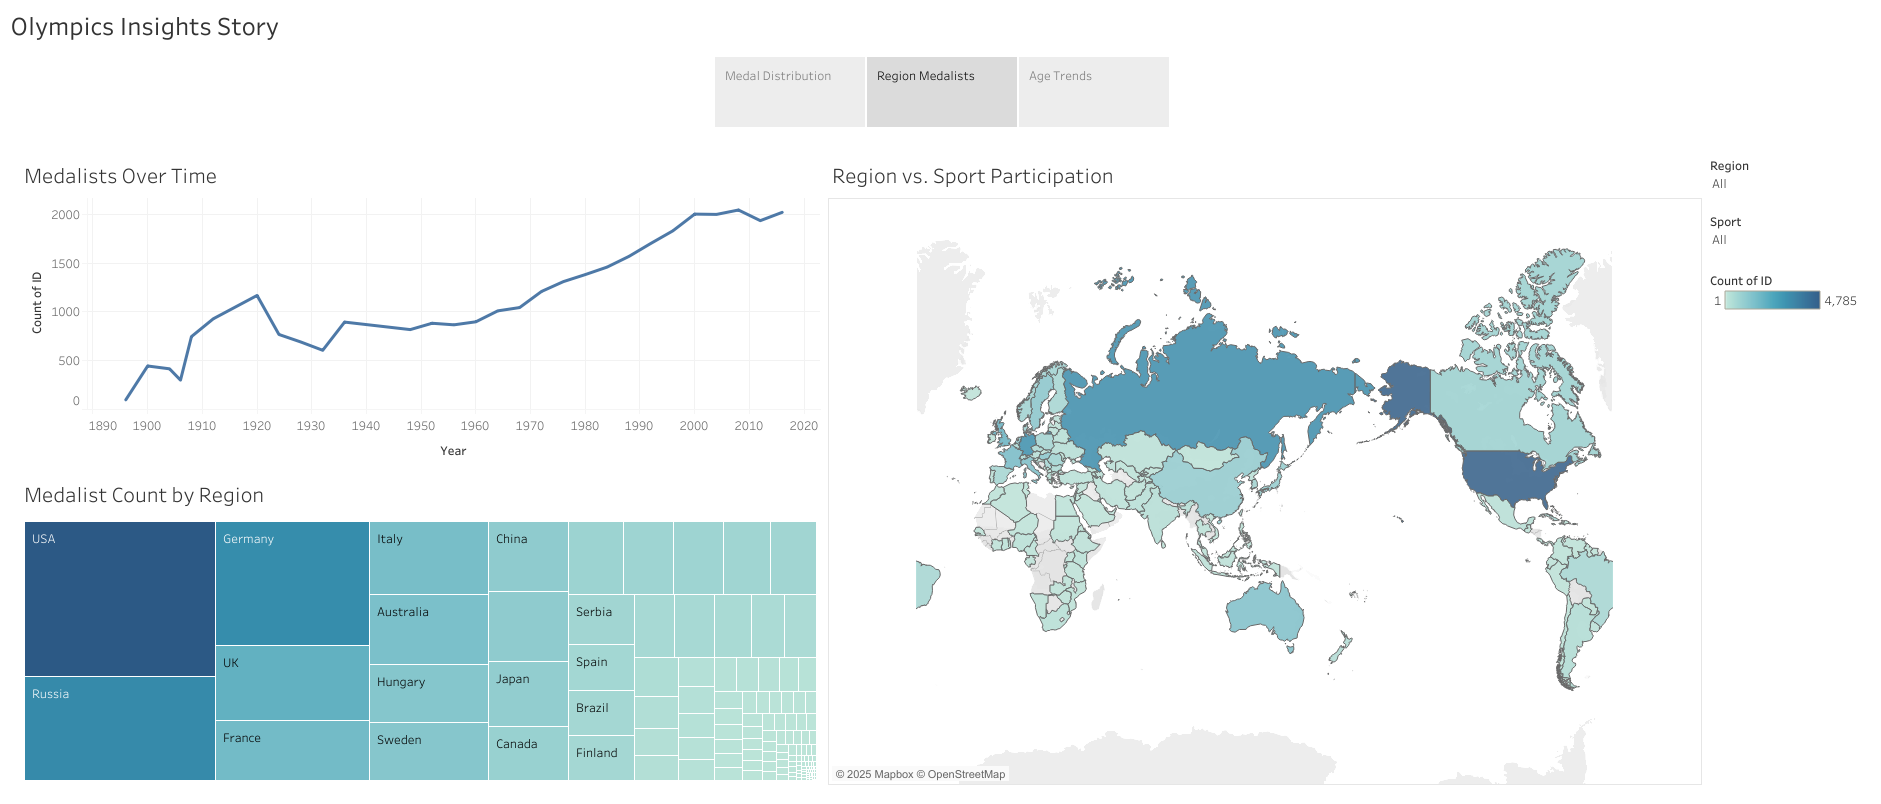 Olympics Insights Story
Medal Distribution
Region Medalists
Age Trends
Medalists Over Time
2000
1500
1000
500
0
Count of ID
1890 1900 1910 1920 1930 1940 1950 1960 1970 1980 1990 2000 2010 2020
Year
Medalist Count by Region
USA
Russia
Germany
UK
France
Italy
Australia
Hungary
Sweden
China
Japan
Canada
Serbia
Spain
Brazil
Finland
Region vs. Sport Participation
© 2025 Mapbox © OpenStreetMap
Region
All
Sport
All
Count of ID
1 4,785